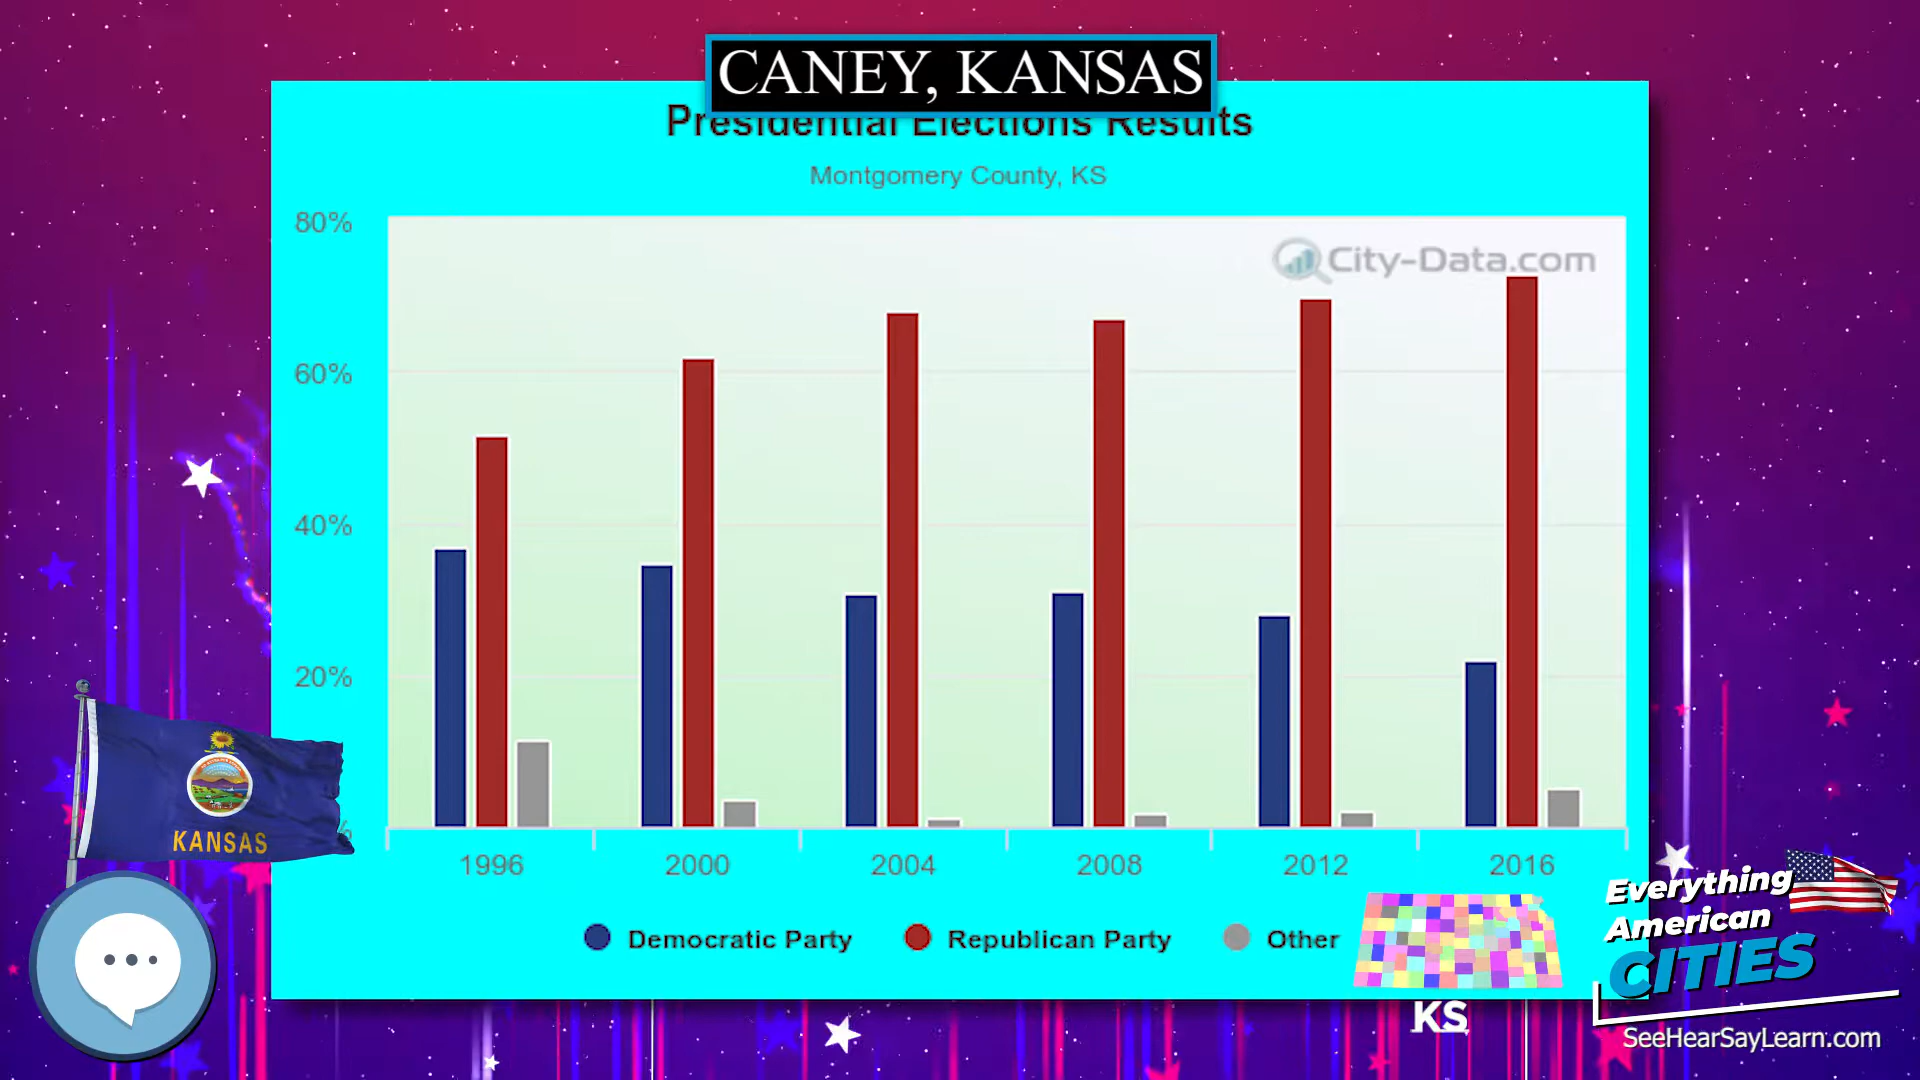 CANEY, KANSAS
Presidential Elections Results
Montgomery County, KS
80%
City-Data.com
60%
40%
20%
%
1996 2000 2004 2008 2012 2016
Democratic Party Republican Party Other
KANSAS
KS
Everything
American
CITIES
SeeHearSayLearn.com